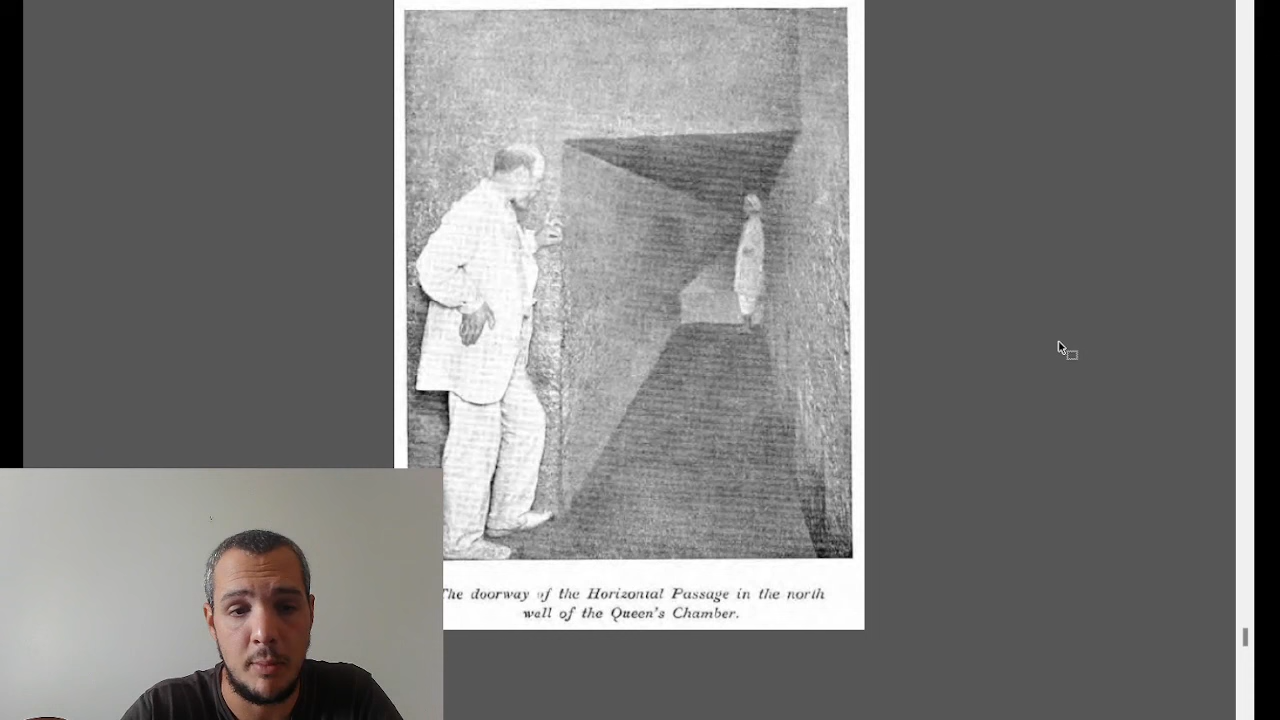 The doorway of the Horizontal Passage in the north
wall of the Queen's Chamber.